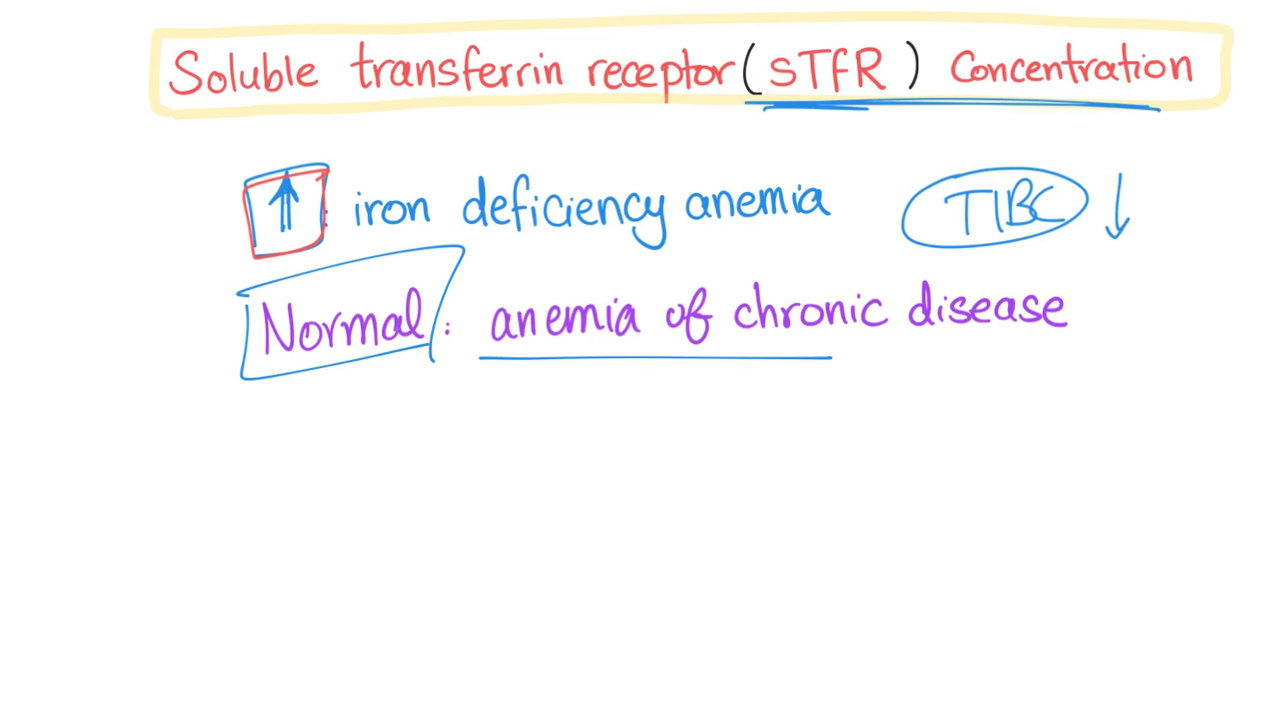 Soluble transferrin receptor (sTfR) Concentration
↑: iron deficiency anemia TIBC ↓
Normal: anemia of chronic disease